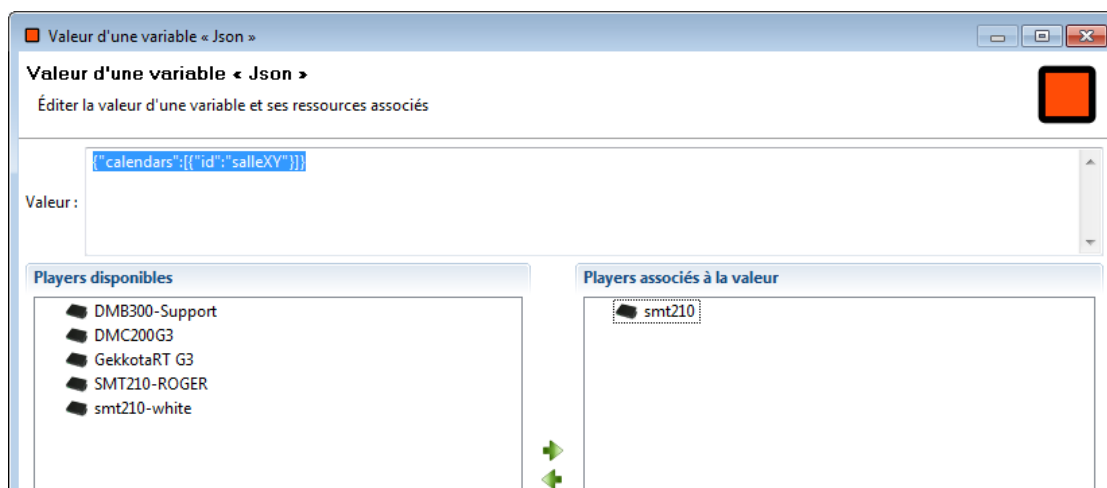 Valeur d'une variable « Json »
Valeur d'une variable « Json »
Éditer la valeur d'une variable et ses ressources associés
Valeur :
{"calendars":[{"id":"salleXY"}]}
Players disponibles
DMB300-Support
DMC200G3
GekkotaRT G3
SMT210-ROGER
smt210-white
Players associés à la valeur
smt210